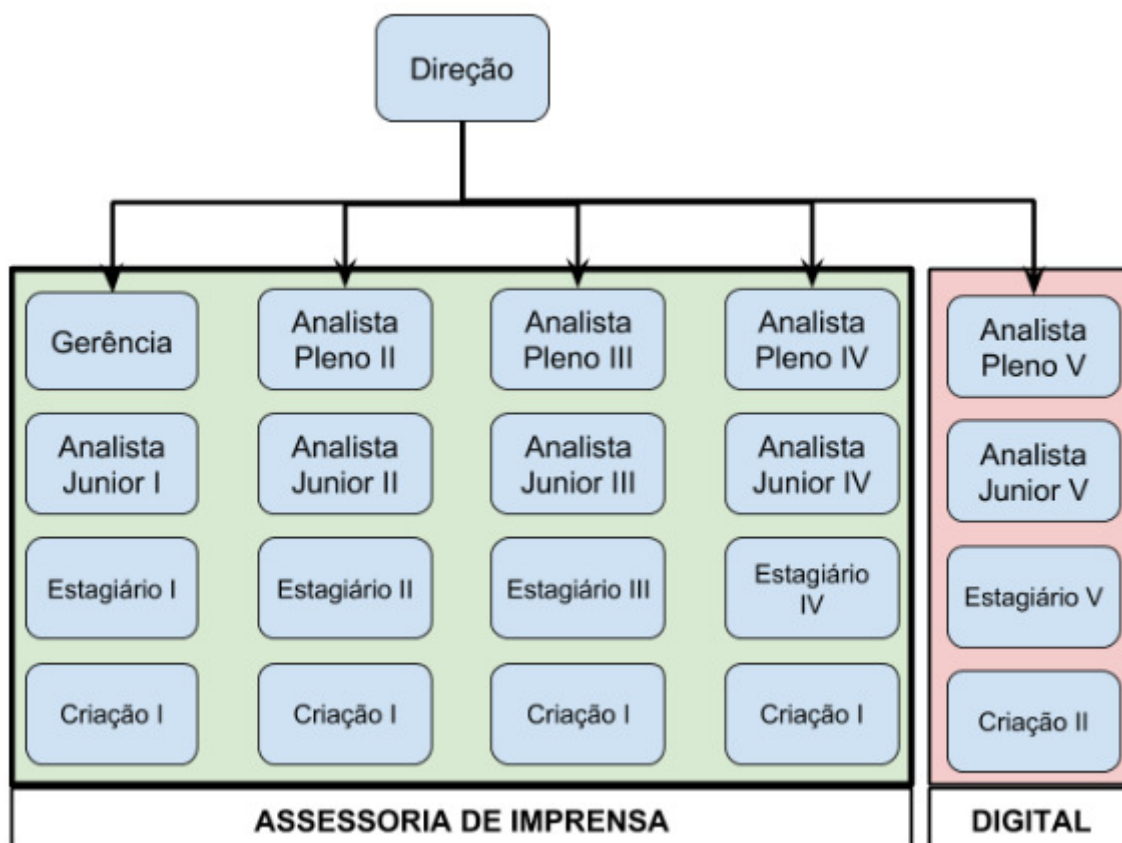 Direção
Gerência
Analista
Pleno II
Analista
Pleno III
Analista
Pleno IV
Analista
Pleno V
Analista
Junior I
Analista
Junior II
Analista
Junior III
Analista
Junior IV
Analista
Junior V
Estagiário I
Estagiário II
Estagiário III
Estagiário
IV
Estagiário V
Criação I
Criação I
Criação I
Criação I
Criação II
ASSESSORIA DE IMPRENSA
DIGITAL